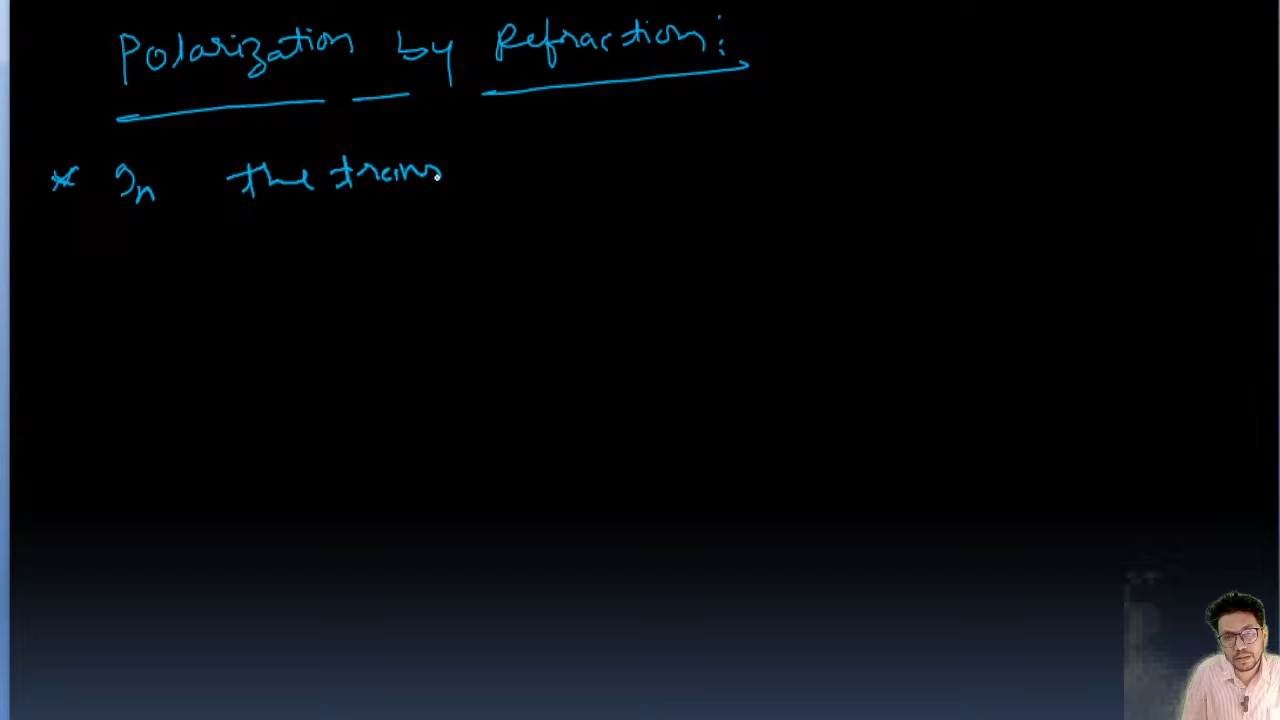 Polarization by Refraction:
* In the trans